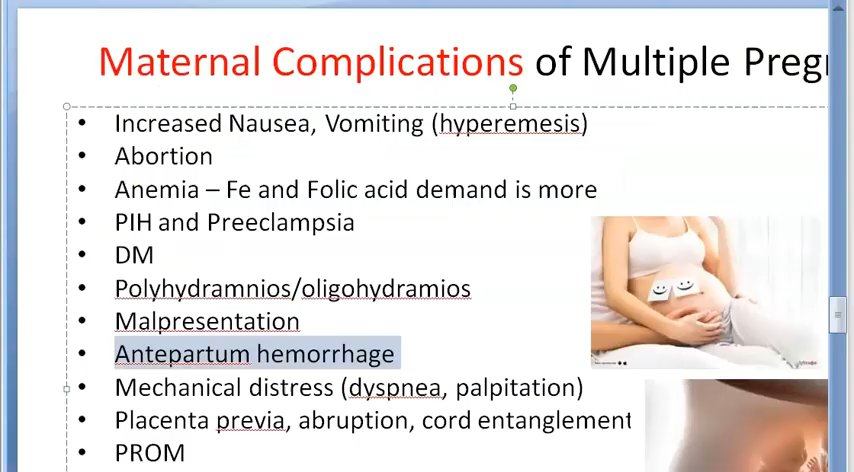 Maternal Complications of Multiple
Increased Nausea, Vomiting (hyperemesis)
Abortion
Anemia – Fe and Folic acid demand is more
PIH and Preeclampsia
DM
Polyhydramnios/oligohydramios
Malpresentation
Antepartum hemorrhage
Mechanical distress (dyspnea, palpitation)
Placenta previa, abruption, cord entanglement
PROM